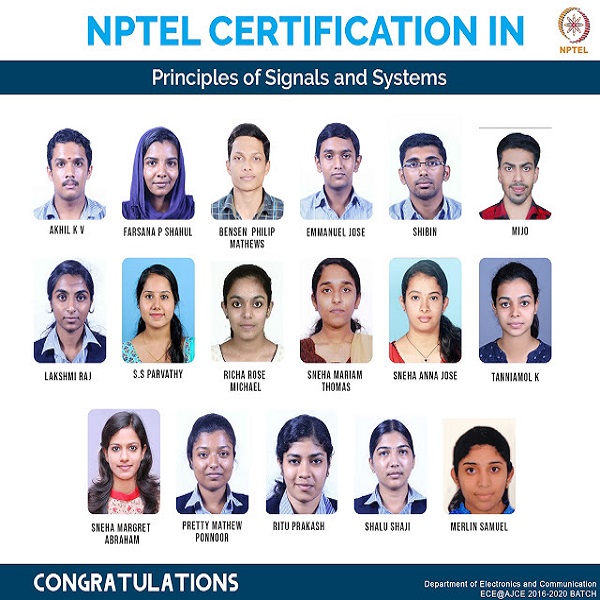 NPTEL CERTIFICATION IN
NPTEL
Principles of Signals and Systems
AKHIL K V
FARSANA P SHAHUL
BENSEN PHILIP
MATHEWS
EMMANUEL JOSE
SHIBIN
MIJO
LAKSHMI RAJ
S.S PARVATHY
RICHA ROSE
MICHAEL
SNEHA MARIAM
THOMAS
SNEHA ANNA JOSE
TANNIAMOL K
SNEHA MARGRET
ABRAHAM
PRETTY MATHEW
PONNOOR
RITU PRAKASH
SHALU SHAJI
MERLIN SAMUEL
CONGRATULATIONS
Department of Electronics and Communication
ECE@AJCE 2016-2020 BATCH